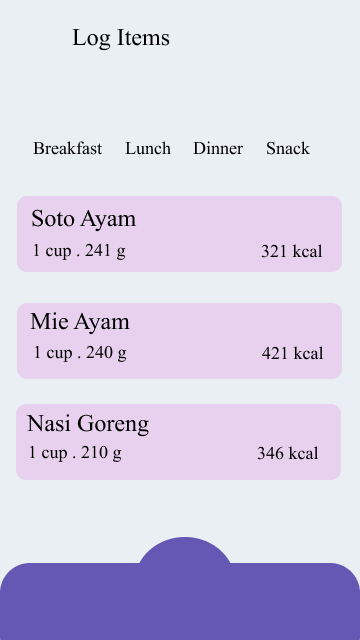 Log Items
Breakfast Lunch Dinner Snack
Soto Ayam
1 cup . 241 g 321 kcal
Mie Ayam
1 cup . 240 g 421 kcal
Nasi Goreng
1 cup . 210 g 346 kcal